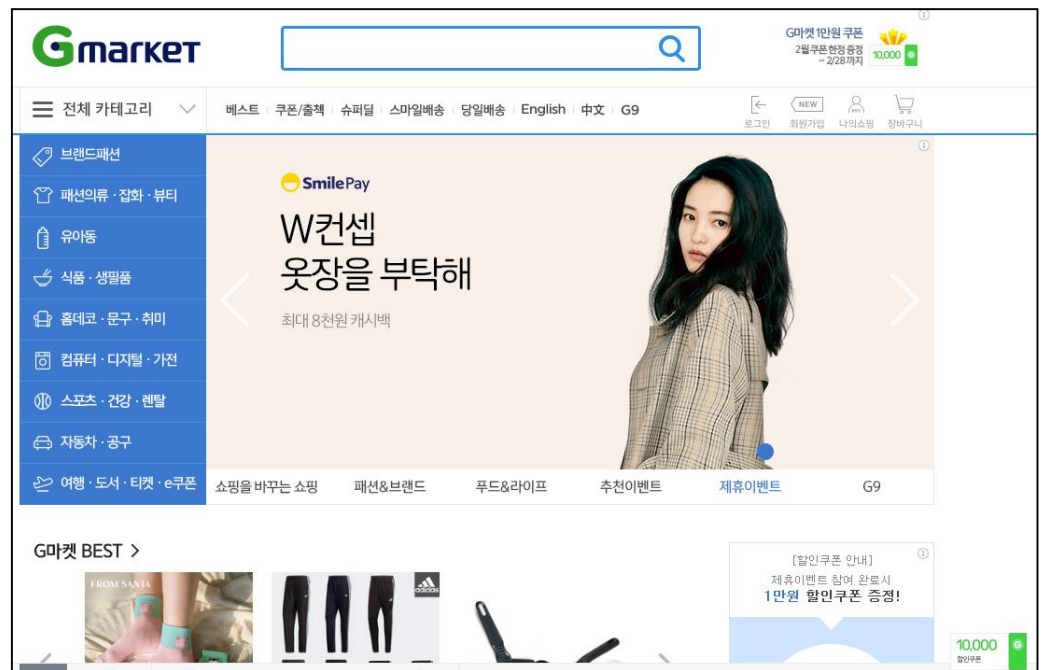 Gmarket
G마켓 1만원 쿠폰
2월 쿠폰 한정 증정
~ 2/28까지
10,000
전체 카테고리
베스트 쿠폰/출첵 슈퍼딜 스마일배송 당일배송 English 中文 G9
NEW
로그인 회원가입 나의쇼핑 장바구니
브랜드패션
패션의류 · 잡화 · 뷰티
유아동
식품 · 생필품
홈데코 · 문구 · 취미
컴퓨터 · 디지털 · 가전
스포츠 · 건강 · 렌탈
자동차 · 공구
여행 · 도서 · 티켓 · e쿠폰
Smile Pay
W컨셉
옷장을 부탁해
최대 8천원 캐시백
쇼핑을 바꾸는 쇼핑 패션&브랜드 푸드&라이프 추천이벤트 제휴이벤트 G9
G마켓 BEST >
FROM SANTA
adidas
[할인쿠폰 안내]
제휴이벤트 참여 완료시
1만원 할인쿠폰 증정!
10,000
할인쿠폰